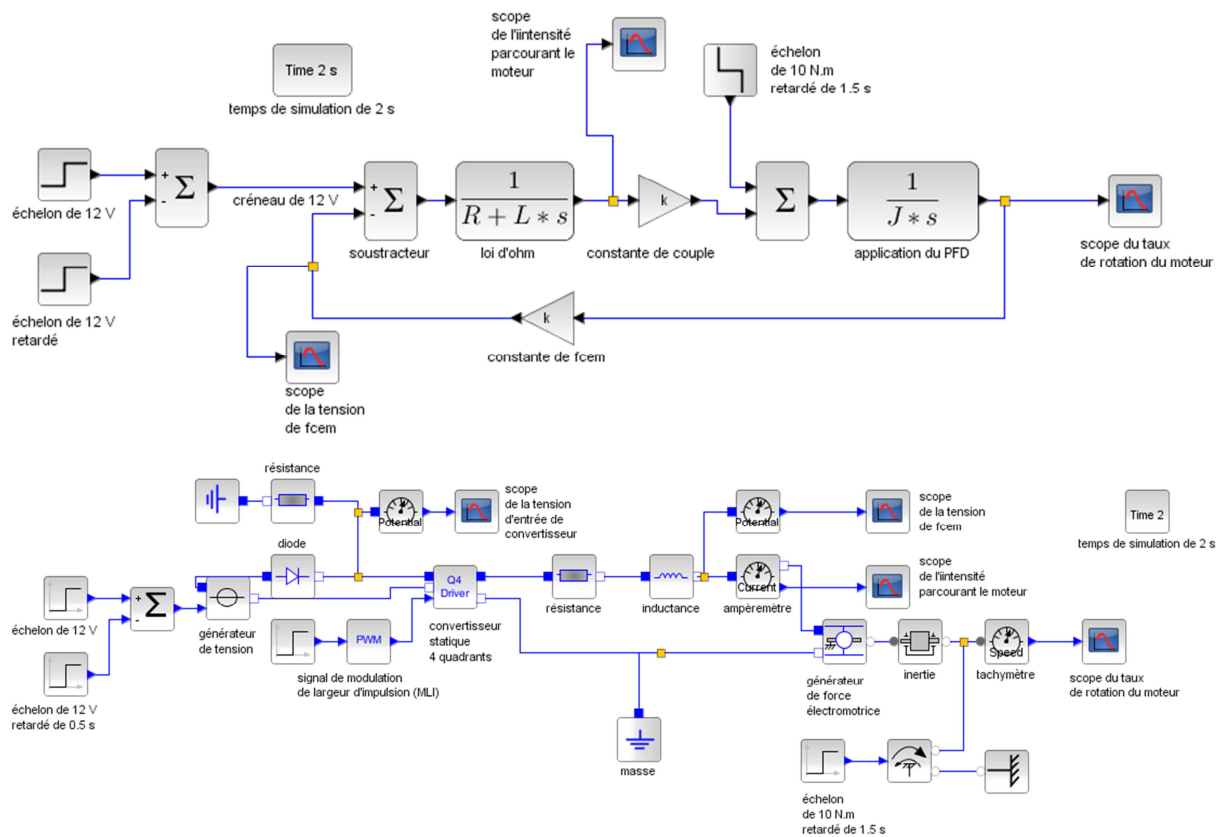 scope
de l'iintensité
parcourant le
moteur
échelon
de 10 N.m
retardé de 1.5 s
Time 2 s
temps de simulation de 2 s
échelon de 12 V
+
-
Σ
créneau de 12 V
+
-
Σ
soustracteur
1
R + L * s
loi d'ohm
k
constante de couple
Σ
1
J * s
application du PFD
scope du taux
de rotation du moteur
échelon de 12 V
retardé
k
constante de fcem
scope
de la tension
de fcem
résistance
Potential
scope
de la tension
d'entrée de
convertisseur
Potential
scope
de la tension
de fcem
Time 2
temps de simulation de 2 s
diode
Q4
Driver
résistance
inductance
Current
ampèremètre
scope
de l'iintensité
parcourant le moteur
échelon de 12 V
+
-
Σ
générateur
de tension
PWM
convertisseur
statique
4 quadrants
signal de modulation
de largeur d'impulsion (MLI)
échelon de 12 V
retardé de 0.5 s
masse
générateur
de force
électromotrice
inertie
Speed
tachymètre
scope du taux
de rotation du moteur
échelon
de 10 N.m
retardé de 1.5 s